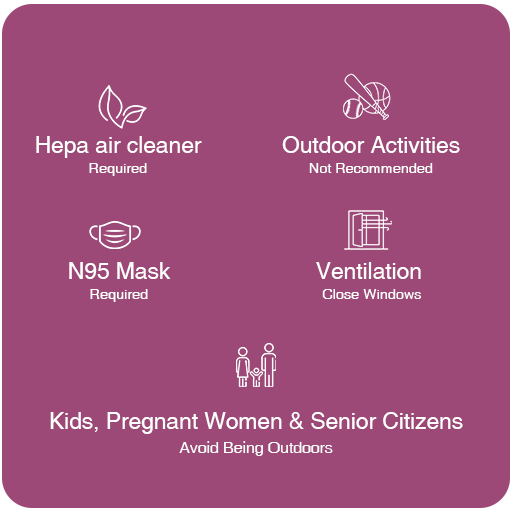 Hepa air cleaner
Required
Outdoor Activities
Not Recommended
N95 Mask
Required
Ventilation
Close Windows
Kids, Pregnant Women & Senior Citizens
Avoid Being Outdoors